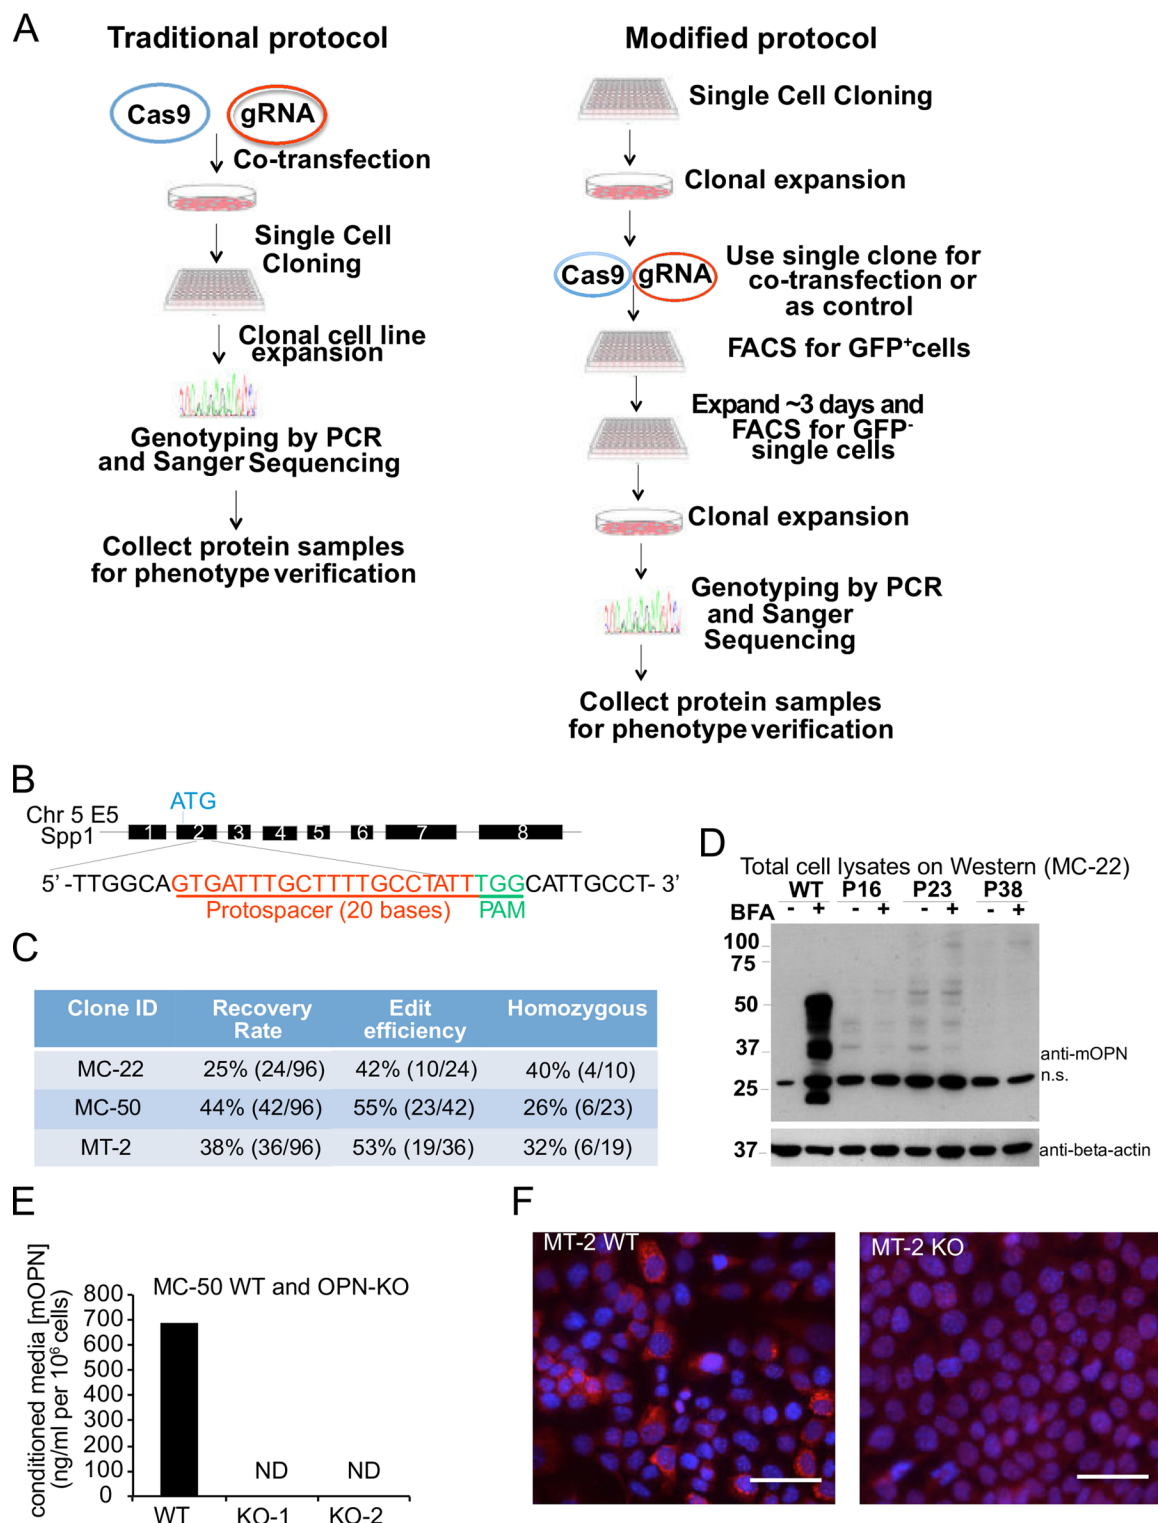 A
Traditional protocol
Cas9
gRNA
Co-transfection
Single Cell
Cloning
Clonal cell line
expansion
Genotyping by PCR
and Sanger Sequencing
Collect protein samples
for phenotype verification
Modified protocol
Single Cell Cloning
Clonal expansion
Cas9
gRNA
Use single clone for
co-transfection or
as control
FACS for GFP⁺cells
Expand ~3 days and
FACS for GFP⁻
single cells
Clonal expansion
Genotyping by PCR
and Sanger
Sequencing
Collect protein samples
for phenotype verification
B
ATG
Chr 5 E5
Spp1
1 2 3 4 5 6 7 8
5' -TTGGCAGTGATTTGCTTTTGCCTATTTGGCATTGCCT- 3'
Protospacer (20 bases) PAM
C
Clone ID Recovery Rate Edit efficiency Homozygous
MC-22 25% (24/96) 42% (10/24) 40% (4/10)
MC-50 44% (42/96) 55% (23/42) 26% (6/23)
MT-2 38% (36/96) 53% (19/36) 32% (6/19)
D
Total cell lysates on Western (MC-22)
WT P16 P23 P38
BFA - + - + - + - +
100
75
50
37
25
anti-mOPN
n.s.
37
anti-beta-actin
E
MC-50 WT and OPN-KO
conditioned media [mOPN]
(ng/ml per 10⁶ cells)
800
700
600
500
400
300
200
100
0
ND ND
WT KO-1 KO-2
F
MT-2 WT
MT-2 KO